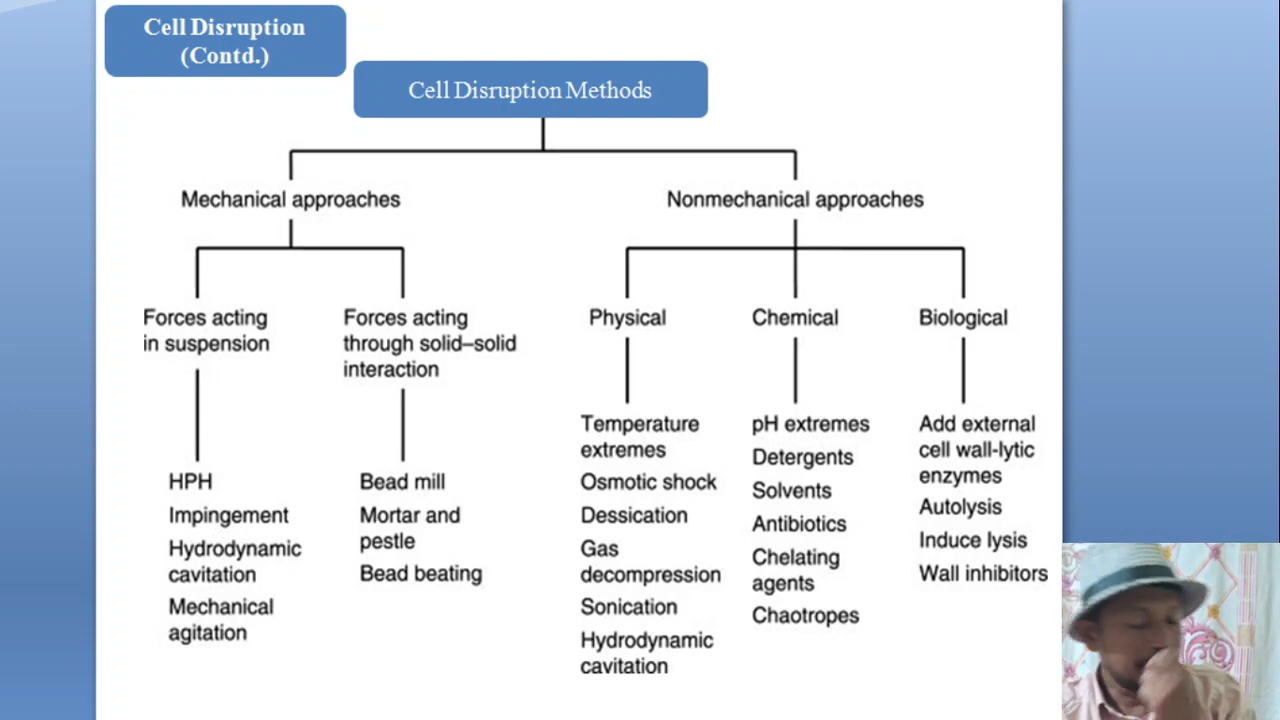 Cell Disruption
(Contd.)
Cell Disruption Methods
Mechanical approaches
Nonmechanical approaches
Forces acting
in suspension
Forces acting
through solid–solid
interaction
Physical
Chemical
Biological
HPH
Impingement
Hydrodynamic
cavitation
Mechanical
agitation
Bead mill
Mortar and
pestle
Bead beating
Temperature
extremes
Osmotic shock
Dessication
Gas
decompression
Sonication
Hydrodynamic
cavitation
pH extremes
Detergents
Solvents
Antibiotics
Chelating
agents
Chaotropes
Add external
cell wall-lytic
enzymes
Autolysis
Induce lysis
Wall inhibitors